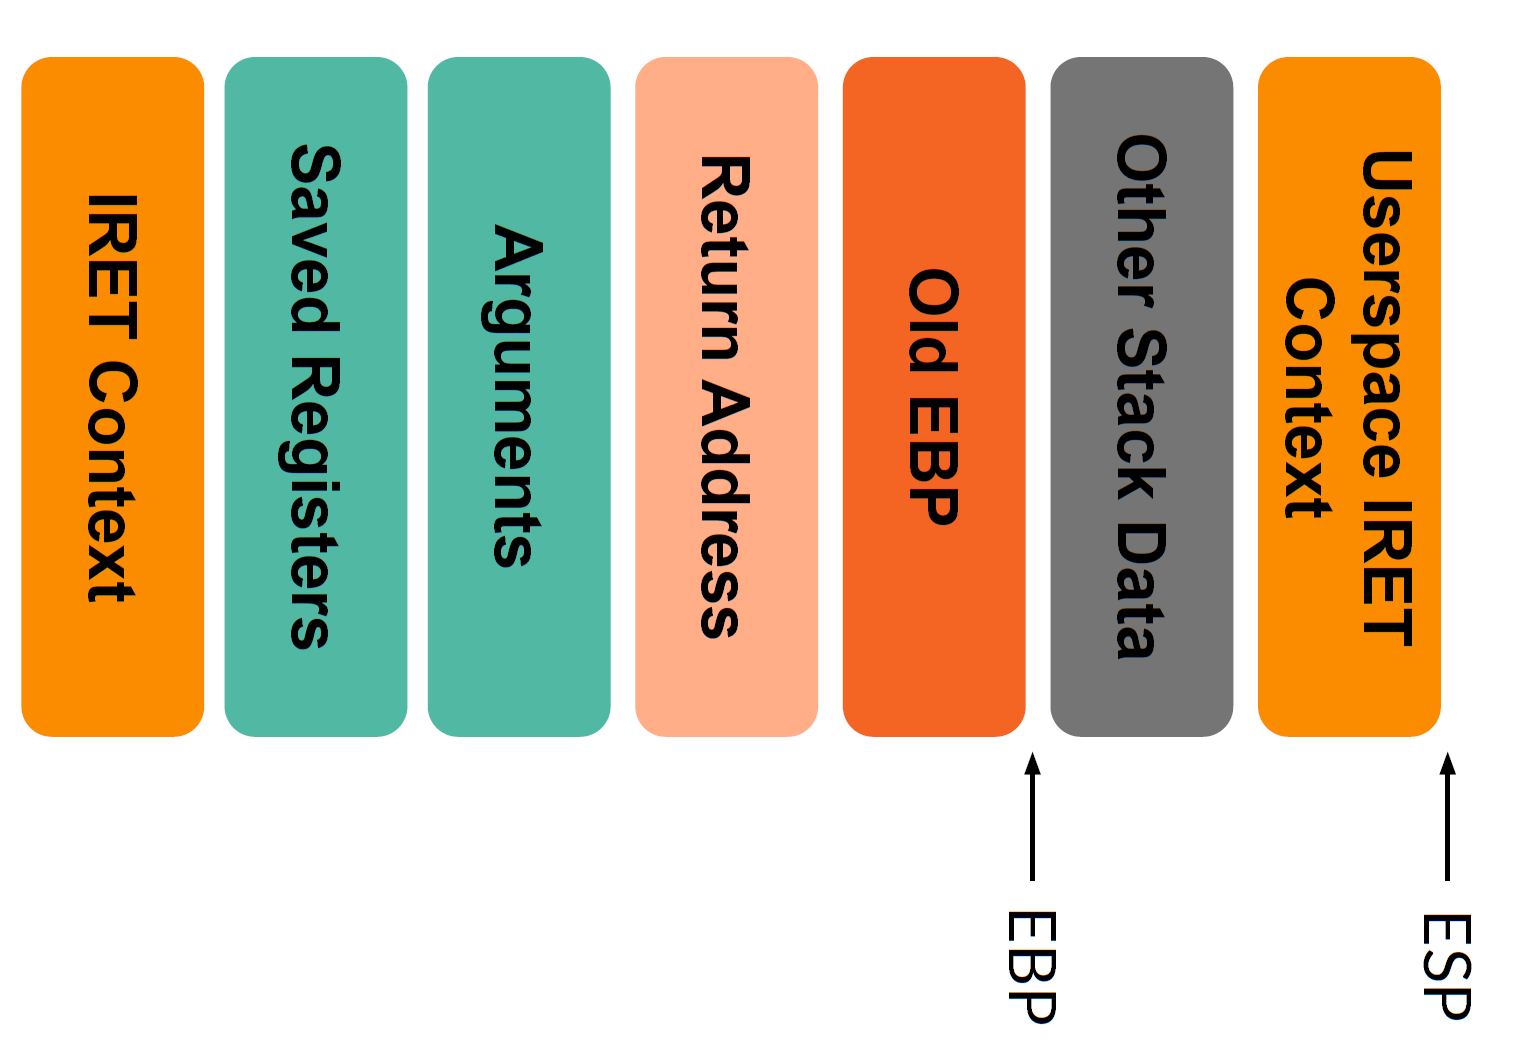 IRET Context
Saved Registers
Arguments
Return Address
Old EBP
EBP
Other Stack Data
Userspace IRET
Context
ESP